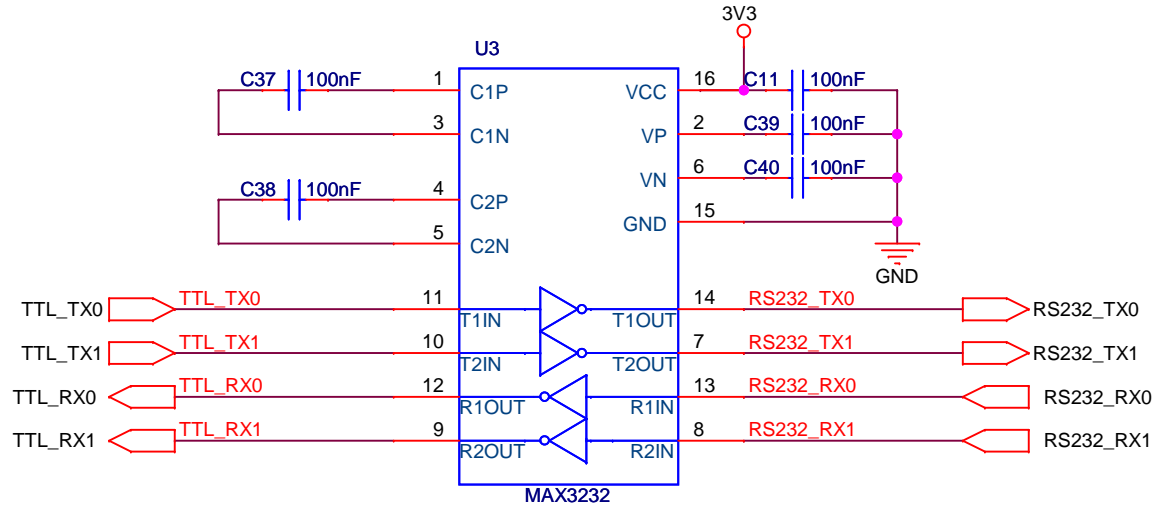 3V3
U3
C37 100nF 1 C1P VCC 16 C11 100nF
3 C1N VP 2 C39 100nF
C38 100nF 4 C2P VN 6 C40 100nF
5 C2N GND 15
GND
TTL_TX0 TTL_TX0 11 T1IN T1OUT 14 RS232_TX0 RS232_TX0
TTL_TX1 TTL_TX1 10 T2IN T2OUT 7 RS232_TX1 RS232_TX1
TTL_RX0 TTL_RX0 12 R1OUT R1IN 13 RS232_RX0 RS232_RX0
TTL_RX1 TTL_RX1 9 R2OUT R2IN 8 RS232_RX1 RS232_RX1
MAX3232